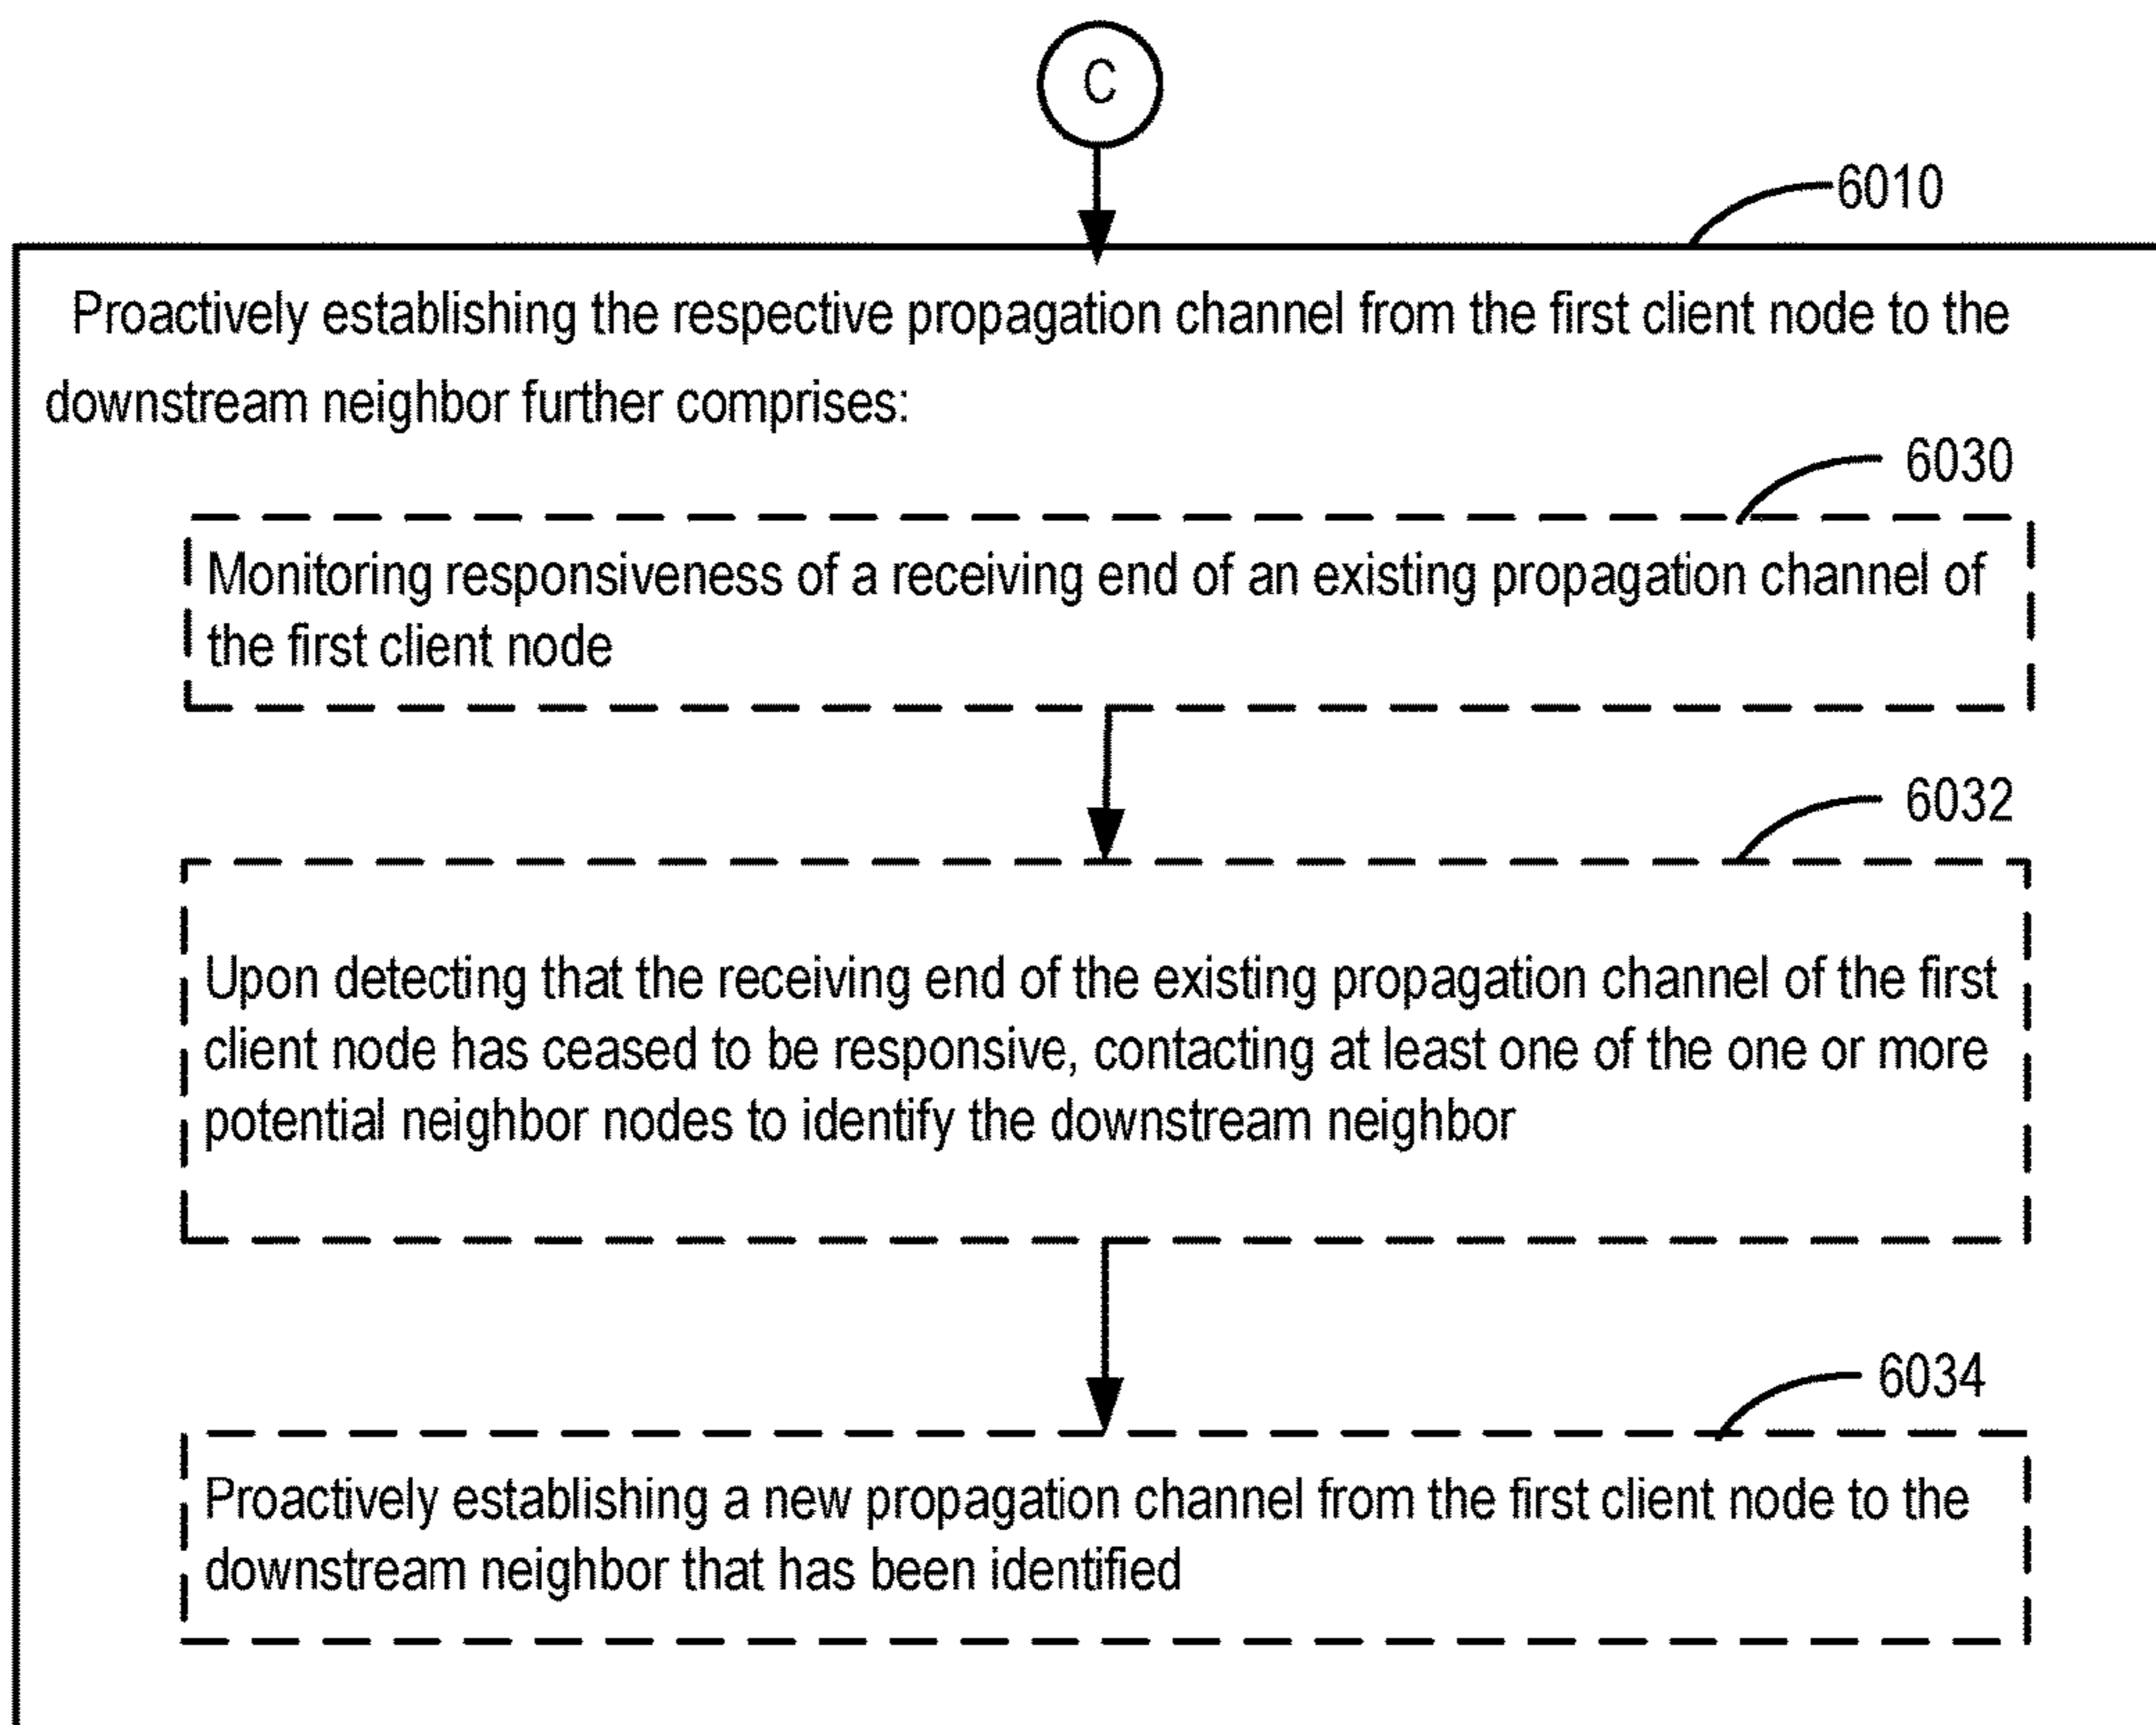 C
6010
Proactively establishing the respective propagation channel from the first client node to the
downstream neighbor further comprises:
6030
Monitoring responsiveness of a receiving end of an existing propagation channel of
the first client node
6032
Upon detecting that the receiving end of the existing propagation channel of the first
client node has ceased to be responsive, contacting at least one of the one or more
potential neighbor nodes to identify the downstream neighbor
6034
Proactively establishing a new propagation channel from the first client node to the
downstream neighbor that has been identified